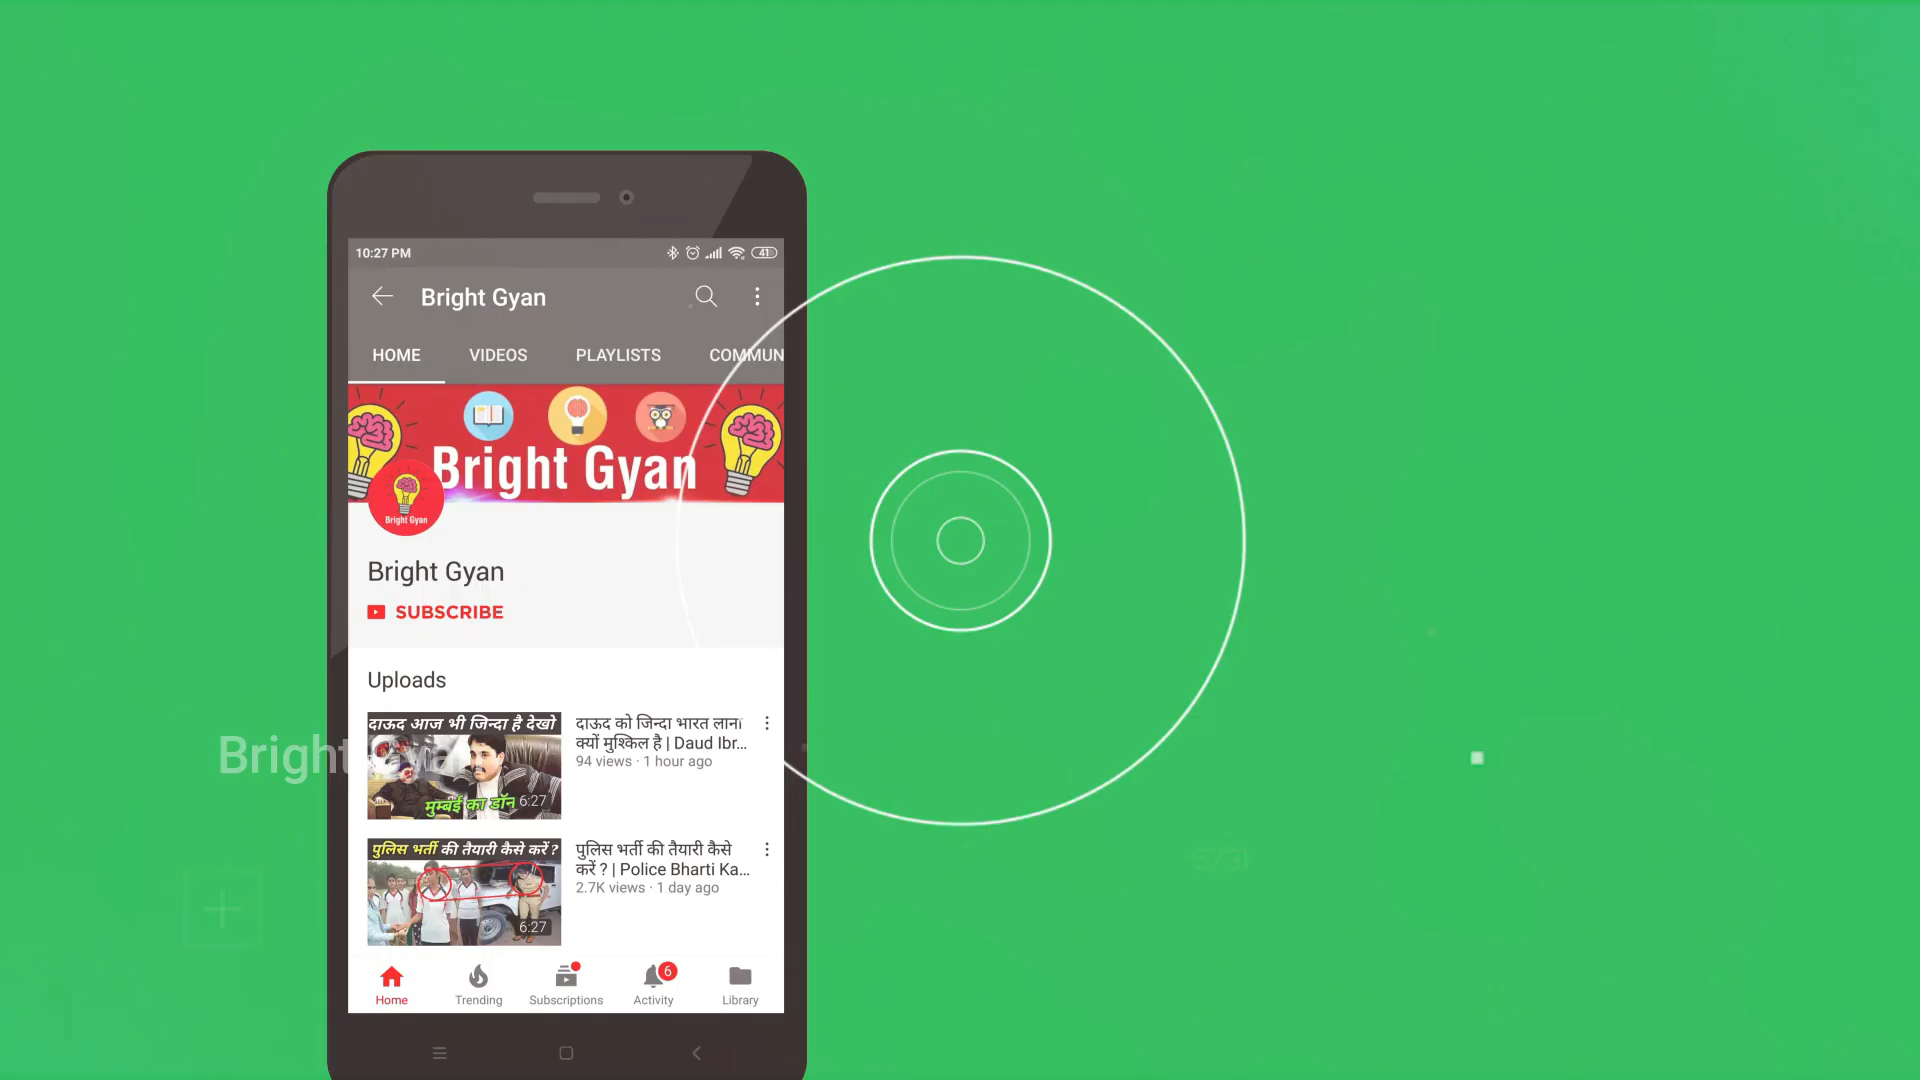 10:27 PM
41
Bright Gyan
HOME VIDEOS PLAYLISTS COMMUN
Bright Gyan
Bright Gyan
Bright Gyan
SUBSCRIBE
Uploads
दाऊद आज भी जिन्दा है देखो
मुम्बई का डॉन
6:27
दाऊद को जिन्दा भारत लाना
क्यों मुश्किल है | Daud Ibr...
94 views · 1 hour ago
Bright Gyan
पुलिस भर्ती की तैयारी कैसे करें ?
6:27
पुलिस भर्ती की तैयारी कैसे
करें ? | Police Bharti Ka...
2.7K views · 1 day ago
Home Trending Subscriptions Activity Library
6